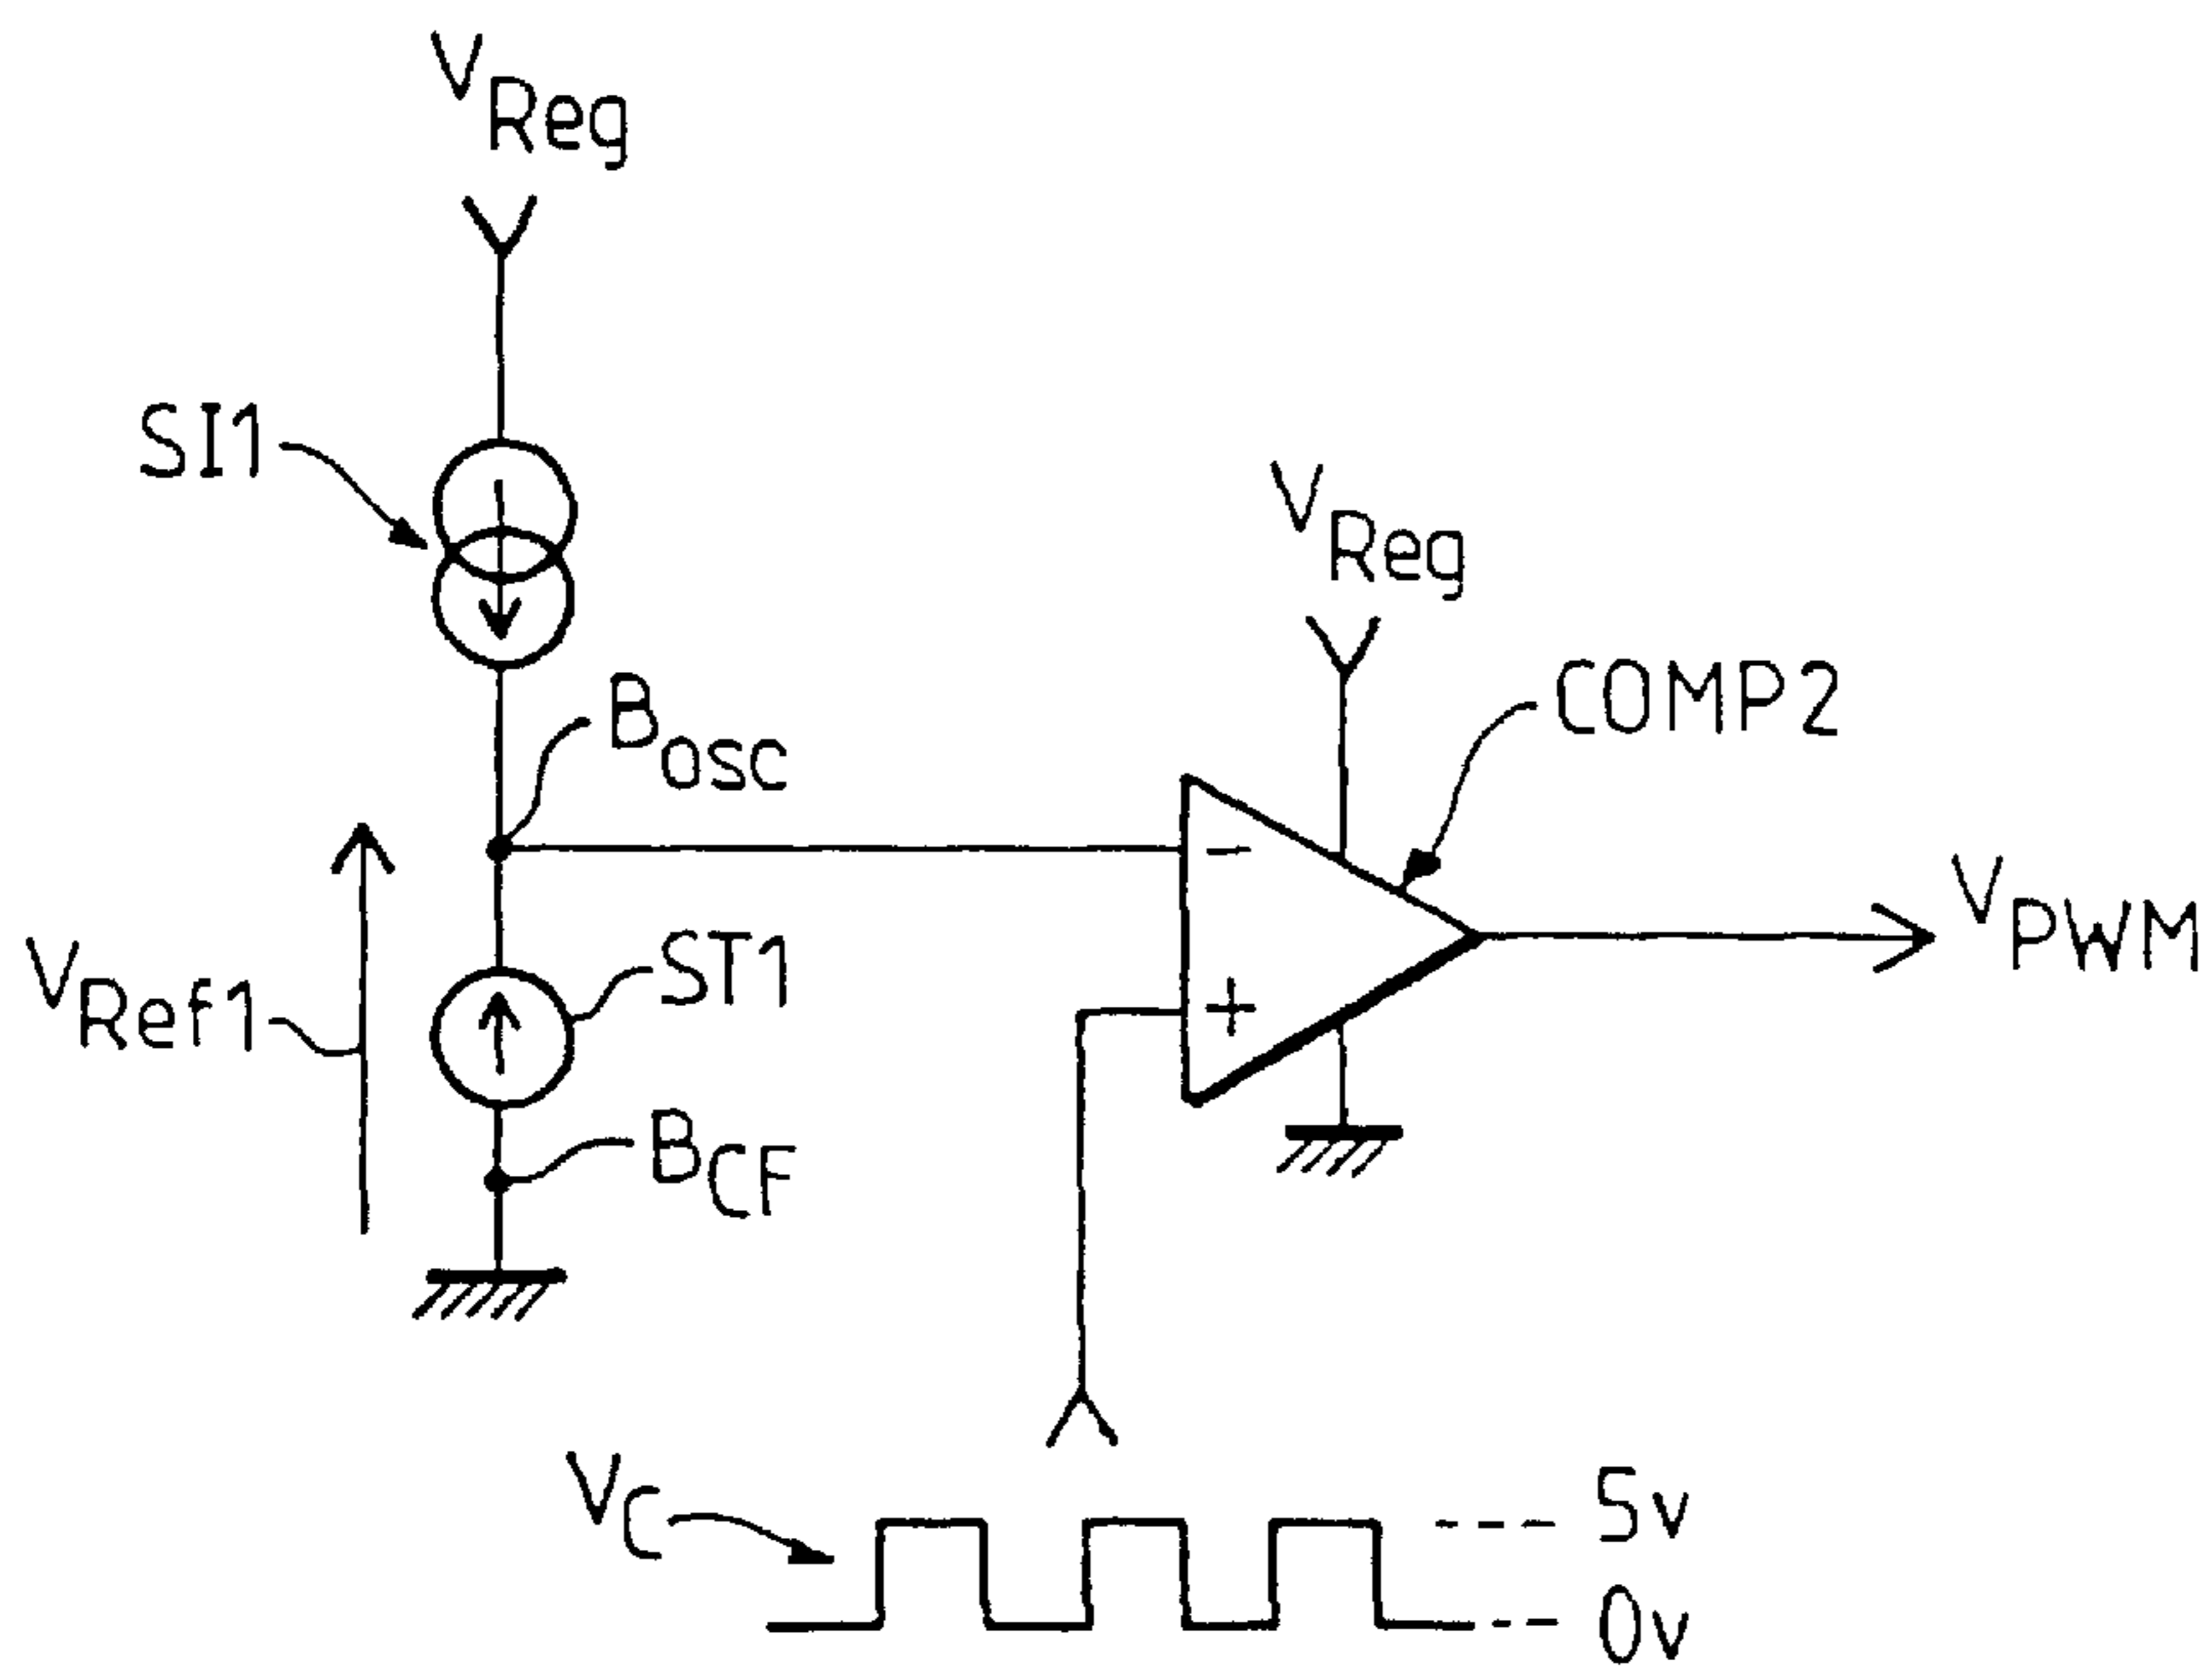 VReg
SI1
VReg
BOSC
COMP2
VRef1
ST1
VPWM
-
+
BCF
VC
5v
0v